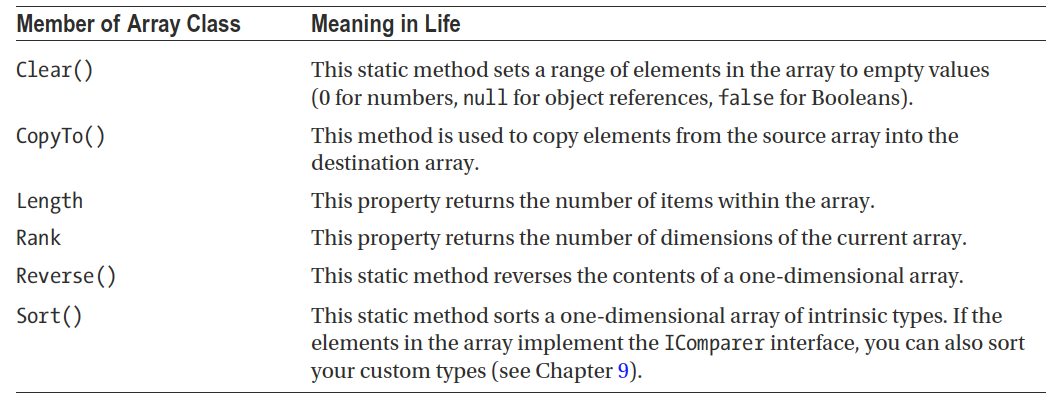 Member of Array Class Meaning in Life
Clear() This static method sets a range of elements in the array to empty values
(0 for numbers, null for object references, false for Booleans).
CopyTo() This method is used to copy elements from the source array into the
destination array.
Length This property returns the number of items within the array.
Rank This property returns the number of dimensions of the current array.
Reverse() This static method reverses the contents of a one-dimensional array.
Sort() This static method sorts a one-dimensional array of intrinsic types. If the
elements in the array implement the IComparer interface, you can also sort
your custom types (see Chapter 9).